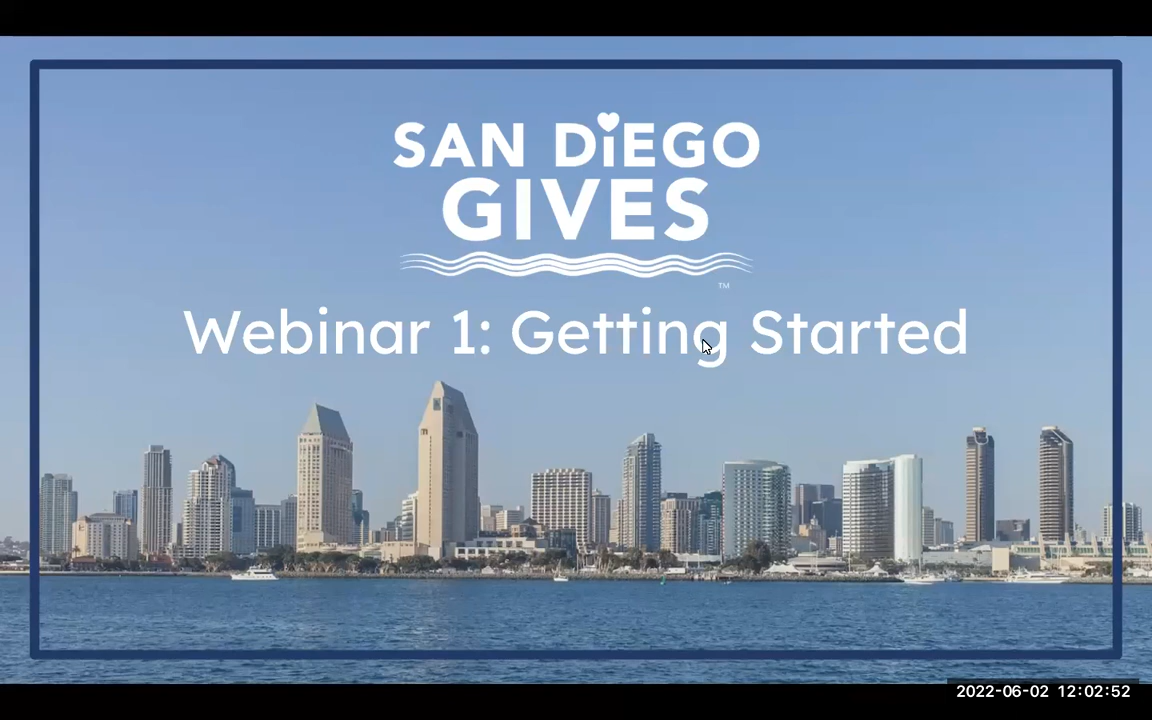 SAN DiEGO
GIVES
TM
Webinar 1: Getting Started
2022-06-02 12:02:52